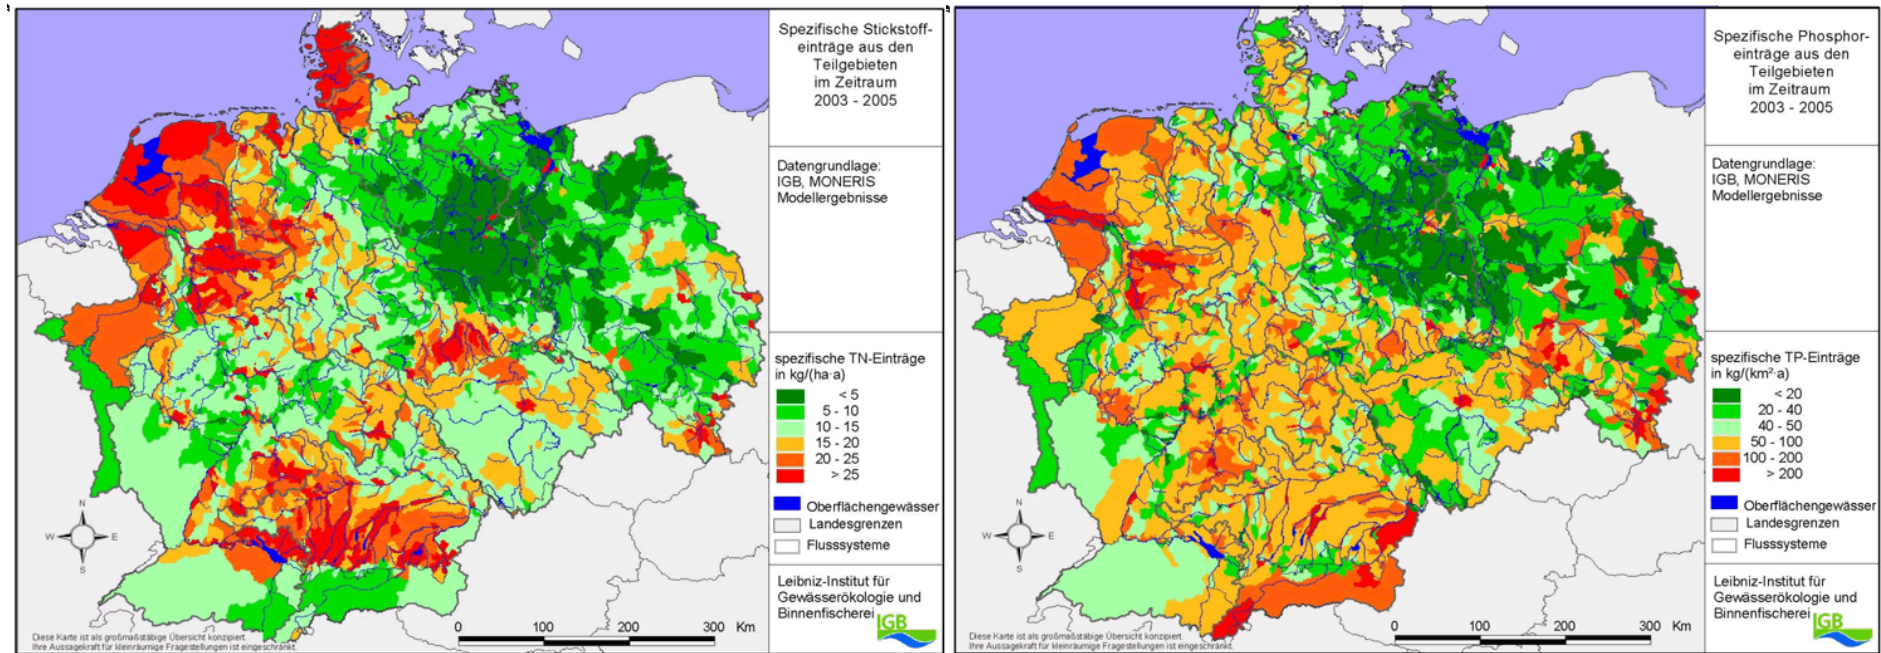 Spezifische Stickstoff-
einträge aus den
Teilgebieten
im Zeitraum
2003 - 2005
Datengrundlage:
IGB, MONERIS
Modellergebnisse
spezifische TN-Einträge
in kg/(ha·a)
< 5
5 - 10
10 - 15
15 - 20
20 - 25
> 25
Oberflächengewässer
Landesgrenzen
Flusssysteme
Leibniz-Institut für
Gewässerökologie und
Binnenfischerei
IGB
N
W E
S
0 100 200 300 Km
Diese Karte ist als großmaßstäbige Übersicht konzipiert.
Ihre Aussagekraft für kleinräumige Fragestellungen ist eingeschränkt.
Spezifische Phosphor-
einträge aus den
Teilgebieten
im Zeitraum
2003 - 2005
Datengrundlage:
IGB, MONERIS
Modellergebnisse
spezifische TP-Einträge
in kg/(km²·a)
< 20
20 - 40
40 - 50
50 - 100
100 - 200
> 200
Oberflächengewässer
Landesgrenzen
Flusssysteme
Leibniz-Institut für
Gewässerökologie und
Binnenfischerei
IGB
N
W E
S
0 100 200 300 Km
Diese Karte ist als großmaßstäbige Übersicht konzipiert.
Ihre Aussagekraft für kleinräumige Fragestellungen ist eingeschränkt.